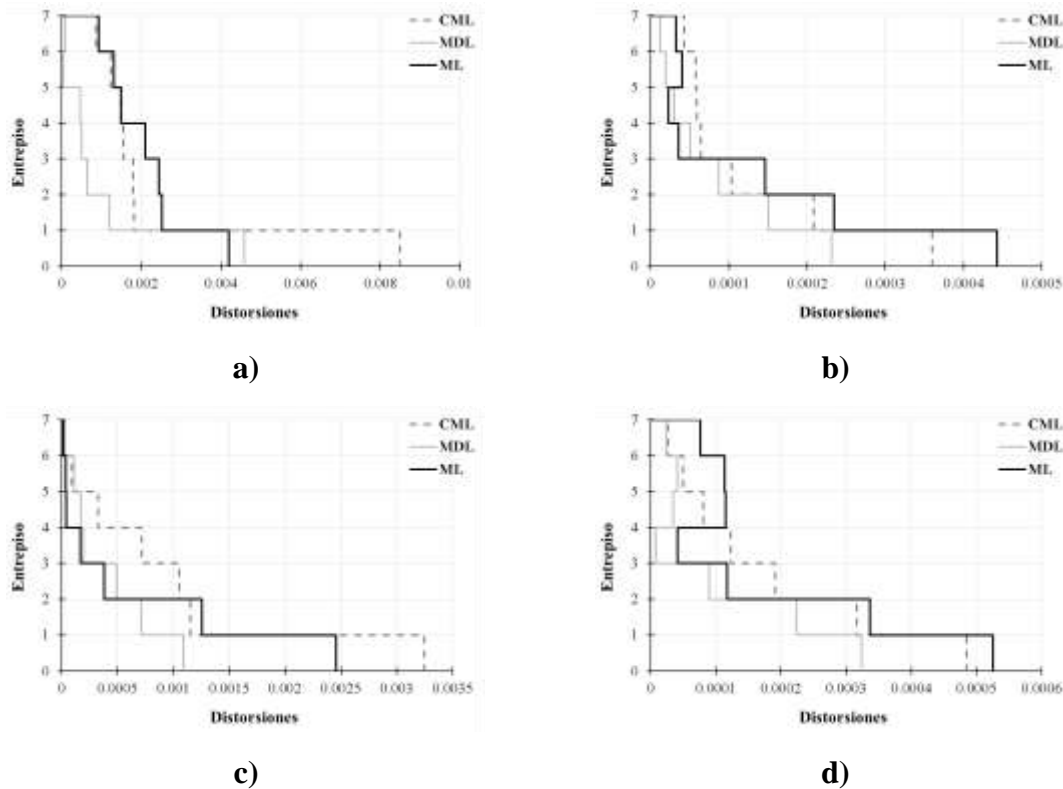 7
6
5
4
3
2
1
0
Entrepiso
CML
MDL
ML
0 0.002 0.004 0.006 0.008 0.01
Distorsiones
a)
7
6
5
4
3
2
1
0
Entrepiso
CML
MDL
ML
0 0.0001 0.0002 0.0003 0.0004 0.0005
Distorsiones
b)
7
6
5
4
3
2
1
0
Entrepiso
CML
MDL
ML
0 0.0005 0.001 0.0015 0.002 0.0025 0.003 0.0035
Distorsiones
c)
7
6
5
4
3
2
1
0
Entrepiso
CML
MDL
ML
0 0.0001 0.0002 0.0003 0.0004 0.0005 0.0006
Distorsiones
d)